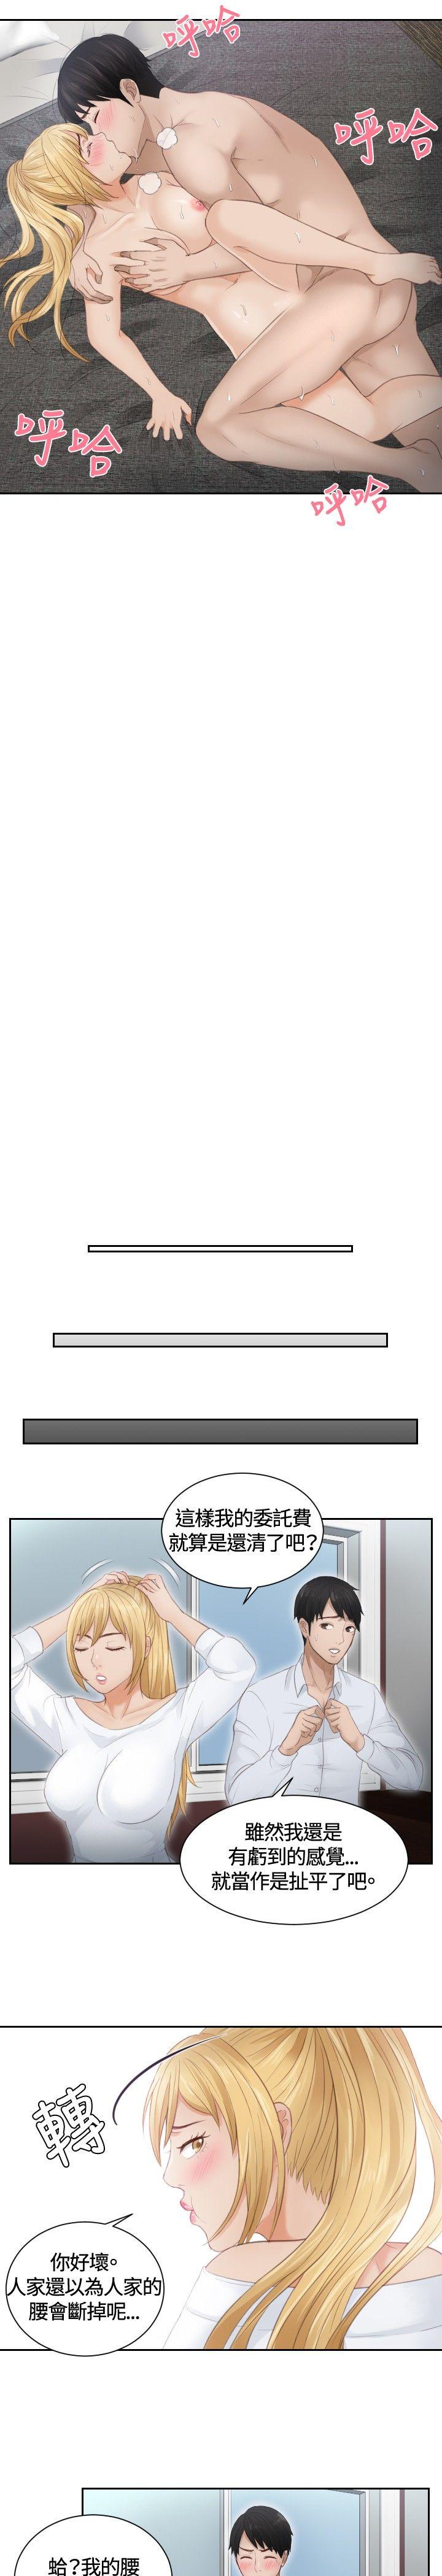 呼哈
呼哈
呼哈
呼哈
這樣我的委託費
就算是還清了吧？
雖然我還是
有虧到的感覺...
就當作是扯平了吧。
轉
你好壞。
人家還以為人家的
腰會斷掉呢...
蛤？我的腰